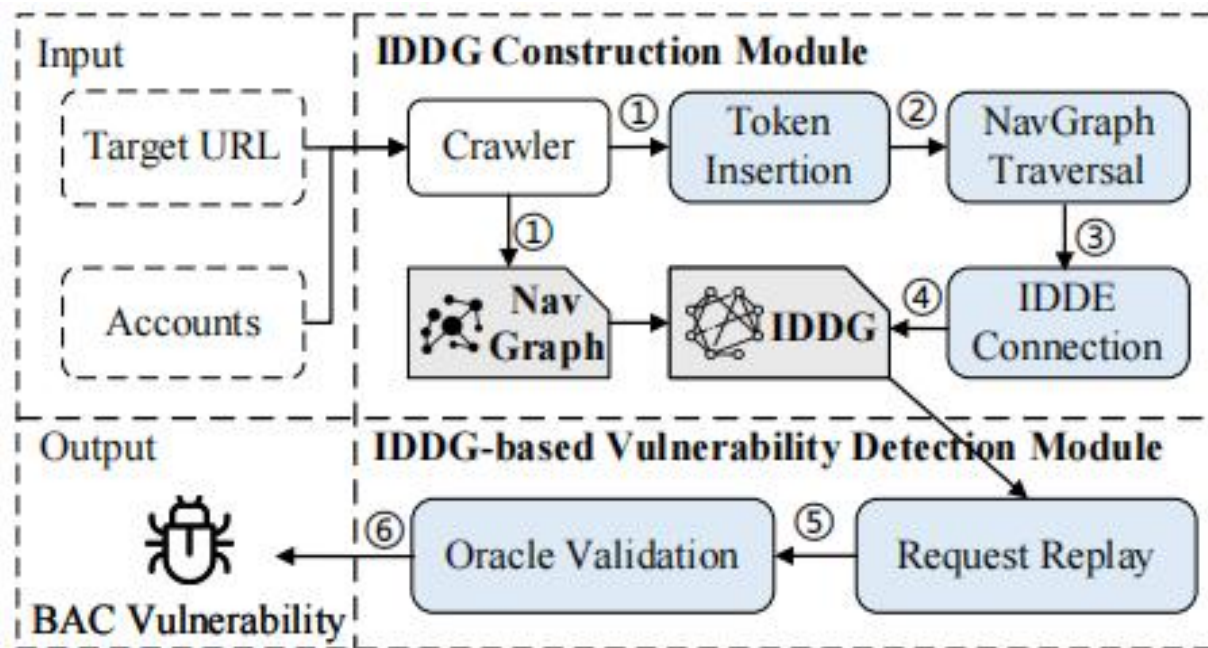 Input
IDDG Construction Module
Target URL
Crawler
①
Token
Insertion
②
NavGraph
Traversal
①
③
Accounts
Nav
Graph
IDDG
④
IDDE
Connection
Output
IDDG-based Vulnerability Detection Module
BAC Vulnerability
⑥
Oracle Validation
⑤
Request Replay